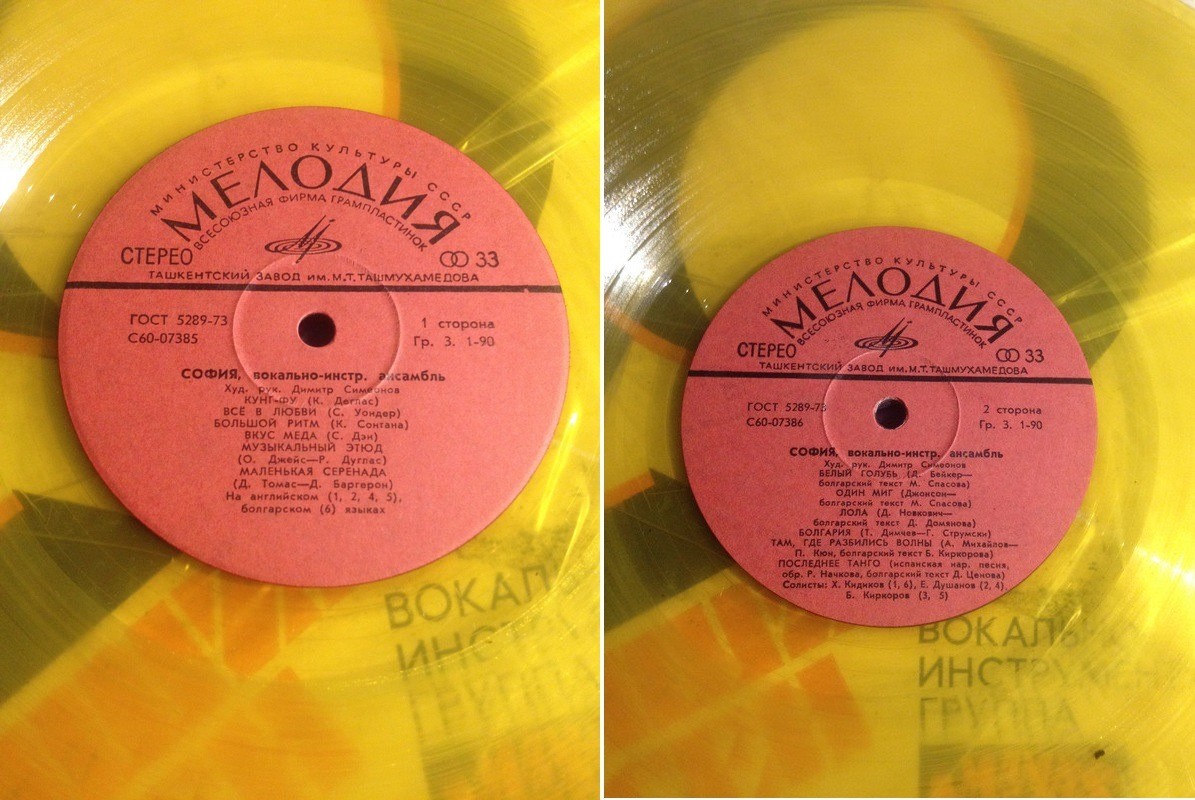 МИНИСТЕРСТВО КУЛЬТУРЫ СССР
МЕЛОДИЯ
ВСЕСОЮЗНАЯ ФИРМА ГРАМПЛАСТИНОК
СТЕРЕО
33
ТАШКЕНТСКИЙ ЗАВОД ИМ. М.Т. ТАШМУХАМЕДОВА
ГОСТ 5289-73
С60-07385
1 сторона
Гр. 3. 1-90
СОФИЯ, вокально-инстр. ансамбль
Худ. рук. Димитр Симеонов
КУНГ-ФУ (К. Деглас)
ВСЁ В ЛЮБВИ (С. Уондер)
БОЛЬШОЙ РИТМ (К. Сонтана)
ВКУС МЕДА (С. Дэн)
МУЗЫКАЛЬНЫЙ ЭТЮД
(О. Джейс—Р. Дуглас)
МАЛЕНЬКАЯ СЕРЕНАДА
(Д. Томас—Д. Баргерон)
На английском (1, 2, 4, 5),
болгарском (6) языках
ВОКАЛ
ИНСТР
ГРУППА
МИНИСТЕРСТВО КУЛЬТУРЫ СССР
МЕЛОДИЯ
ВСЕСОЮЗНАЯ ФИРМА ГРАМПЛАСТИНОК
СТЕРЕО
33
ТАШКЕНТСКИЙ ЗАВОД ИМ. М.Т. ТАШМУХАМЕДОВА
ГОСТ 5289-73
С60-07386
2 сторона
Гр. 3. 1-90
СОФИЯ, вокально-инстр. ансамбль
Худ. рук. Димитр Симеонов
БЕЛЫЙ ГОЛУБЬ (Д. Бейкер—
болгарский текст М. Спасова)
ОДИН МИГ (Джонсон—
болгарский текст М. Спасова)
ЛОЛА (Д. Новкович—
болгарский текст Д. Домянова)
БОЛГАРИЯ (Т. Димчев—Г. Струмски)
ТАМ, ГДЕ РАЗБИЛИСЬ ВОЛНЫ (А. Михайлов—
П. Кюн, болгарский текст Б. Киркорова)
ПОСЛЕДНЕЕ ТАНГО (испанская нар. песня,
обр. Р. Начкова, болгарский текст Д. Ценова)
Солисты: Х. Кидиков (1, 6), Е. Душанов (2, 4),
Б. Киркоров (3, 5)
ВОКАЛЬНО
ИНСТРУМЕНТ
ГРУППА